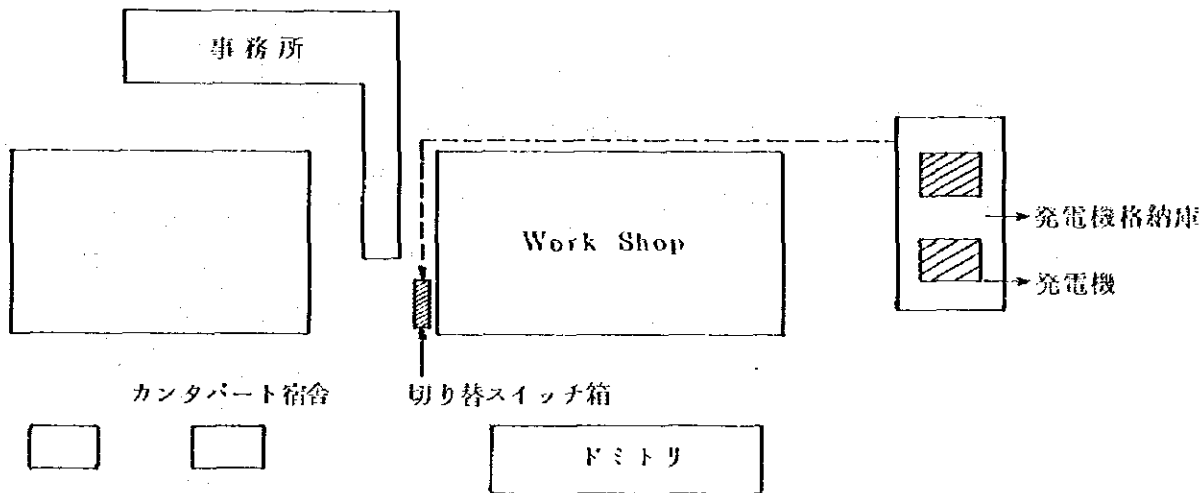 事務所
Work Shop
発電機格納庫
発電機
カンタパート宿舎
切り替スイッチ箱
ドミトリ